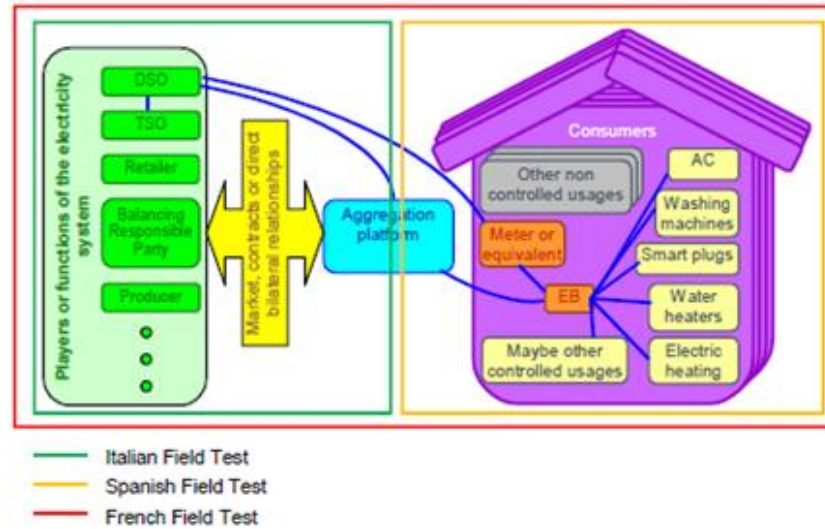 Players or functions of the electricity
system
DSO
TSO
Retailer
Balancing
Responsible
Party
Producer
Market, contracts or direct
bilateral relationships
Aggregation
platform
Consumers
Other non
controlled usages
Meter or
equivalent
EB
Maybe other
controlled usages
AC
Washing
machines
Smart plugs
Water
heaters
Electric
heating
Italian Field Test
Spanish Field Test
French Field Test